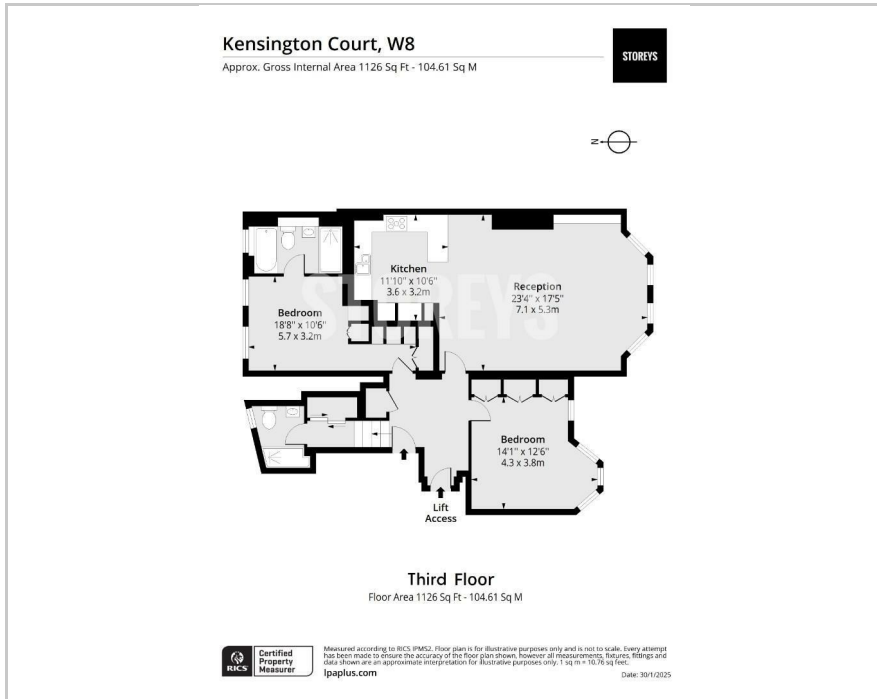 Kensington Court, W8
Approx. Gross Internal Area 1126 Sq Ft - 104.61 Sq M
STOREYS
N
Kitchen
11'10" x 10'6"
3.6 x 3.2m
Reception
23'4" x 17'5"
7.1 x 5.3m
STOREYS
Bedroom
18'8" x 10'6"
5.7 x 3.2m
Bedroom
14'1" x 12'6"
4.3 x 3.8m
Lift
Access
Third Floor
Floor Area 1126 Sq Ft - 104.61 Sq M
RICS
Certified
Property
Measurer
Measured according to RICS IPMS2. Floor plan is for illustrative purposes only and is not to scale. Every attempt
has been made to ensure the accuracy of the floor plan shown, however all measurements, fixtures, fittings and
data shown are an approximate interpretation for illustrative purposes only. 1 sq m = 10.76 sq feet.
lpaplus.com
Date: 30/1/2025